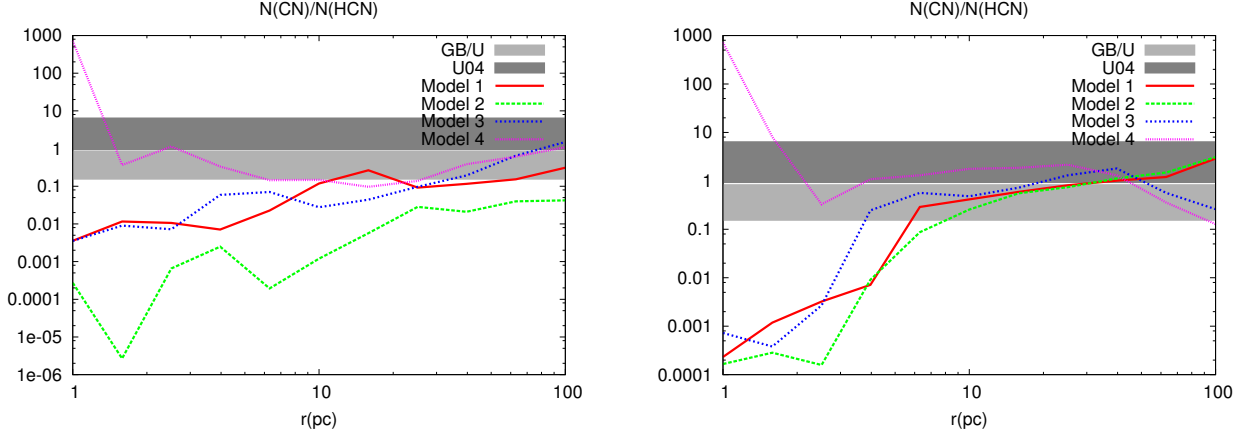 N(CN)/N(HCN)
1000
100
10
1
0.1
0.01
0.001
0.0001
1e-05
1e-06
1
10
100
r(pc)
GB/U
U04
Model 1
Model 2
Model 3
Model 4
N(CN)/N(HCN)
1000
100
10
1
0.1
0.01
0.001
0.0001
1
10
100
r(pc)
GB/U
U04
Model 1
Model 2
Model 3
Model 4